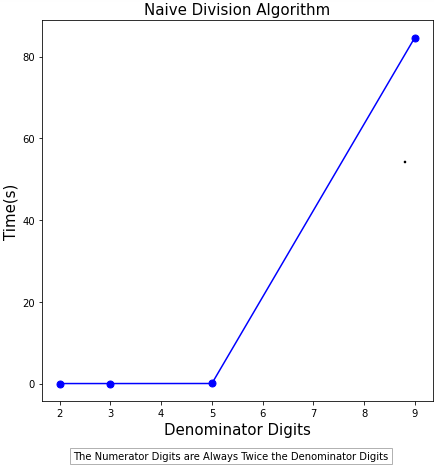 Naive Division Algorithm
Time(s)
80
60
40
20
0
2 3 4 5 6 7 8 9
Denominator Digits
The Numerator Digits are Always Twice the Denominator Digits